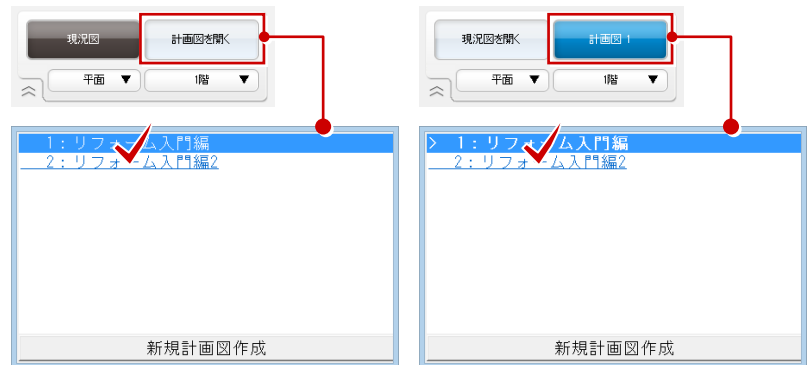 現況図 計画図を開く
平面 ▼ 1階 ▼
1：リフォーム入門編
2：リフォーム入門編2
新規計画図作成
現況図を開く 計画図 1
平面 ▼ 1階 ▼
> 1：リフォーム入門編
2：リフォーム入門編2
新規計画図作成